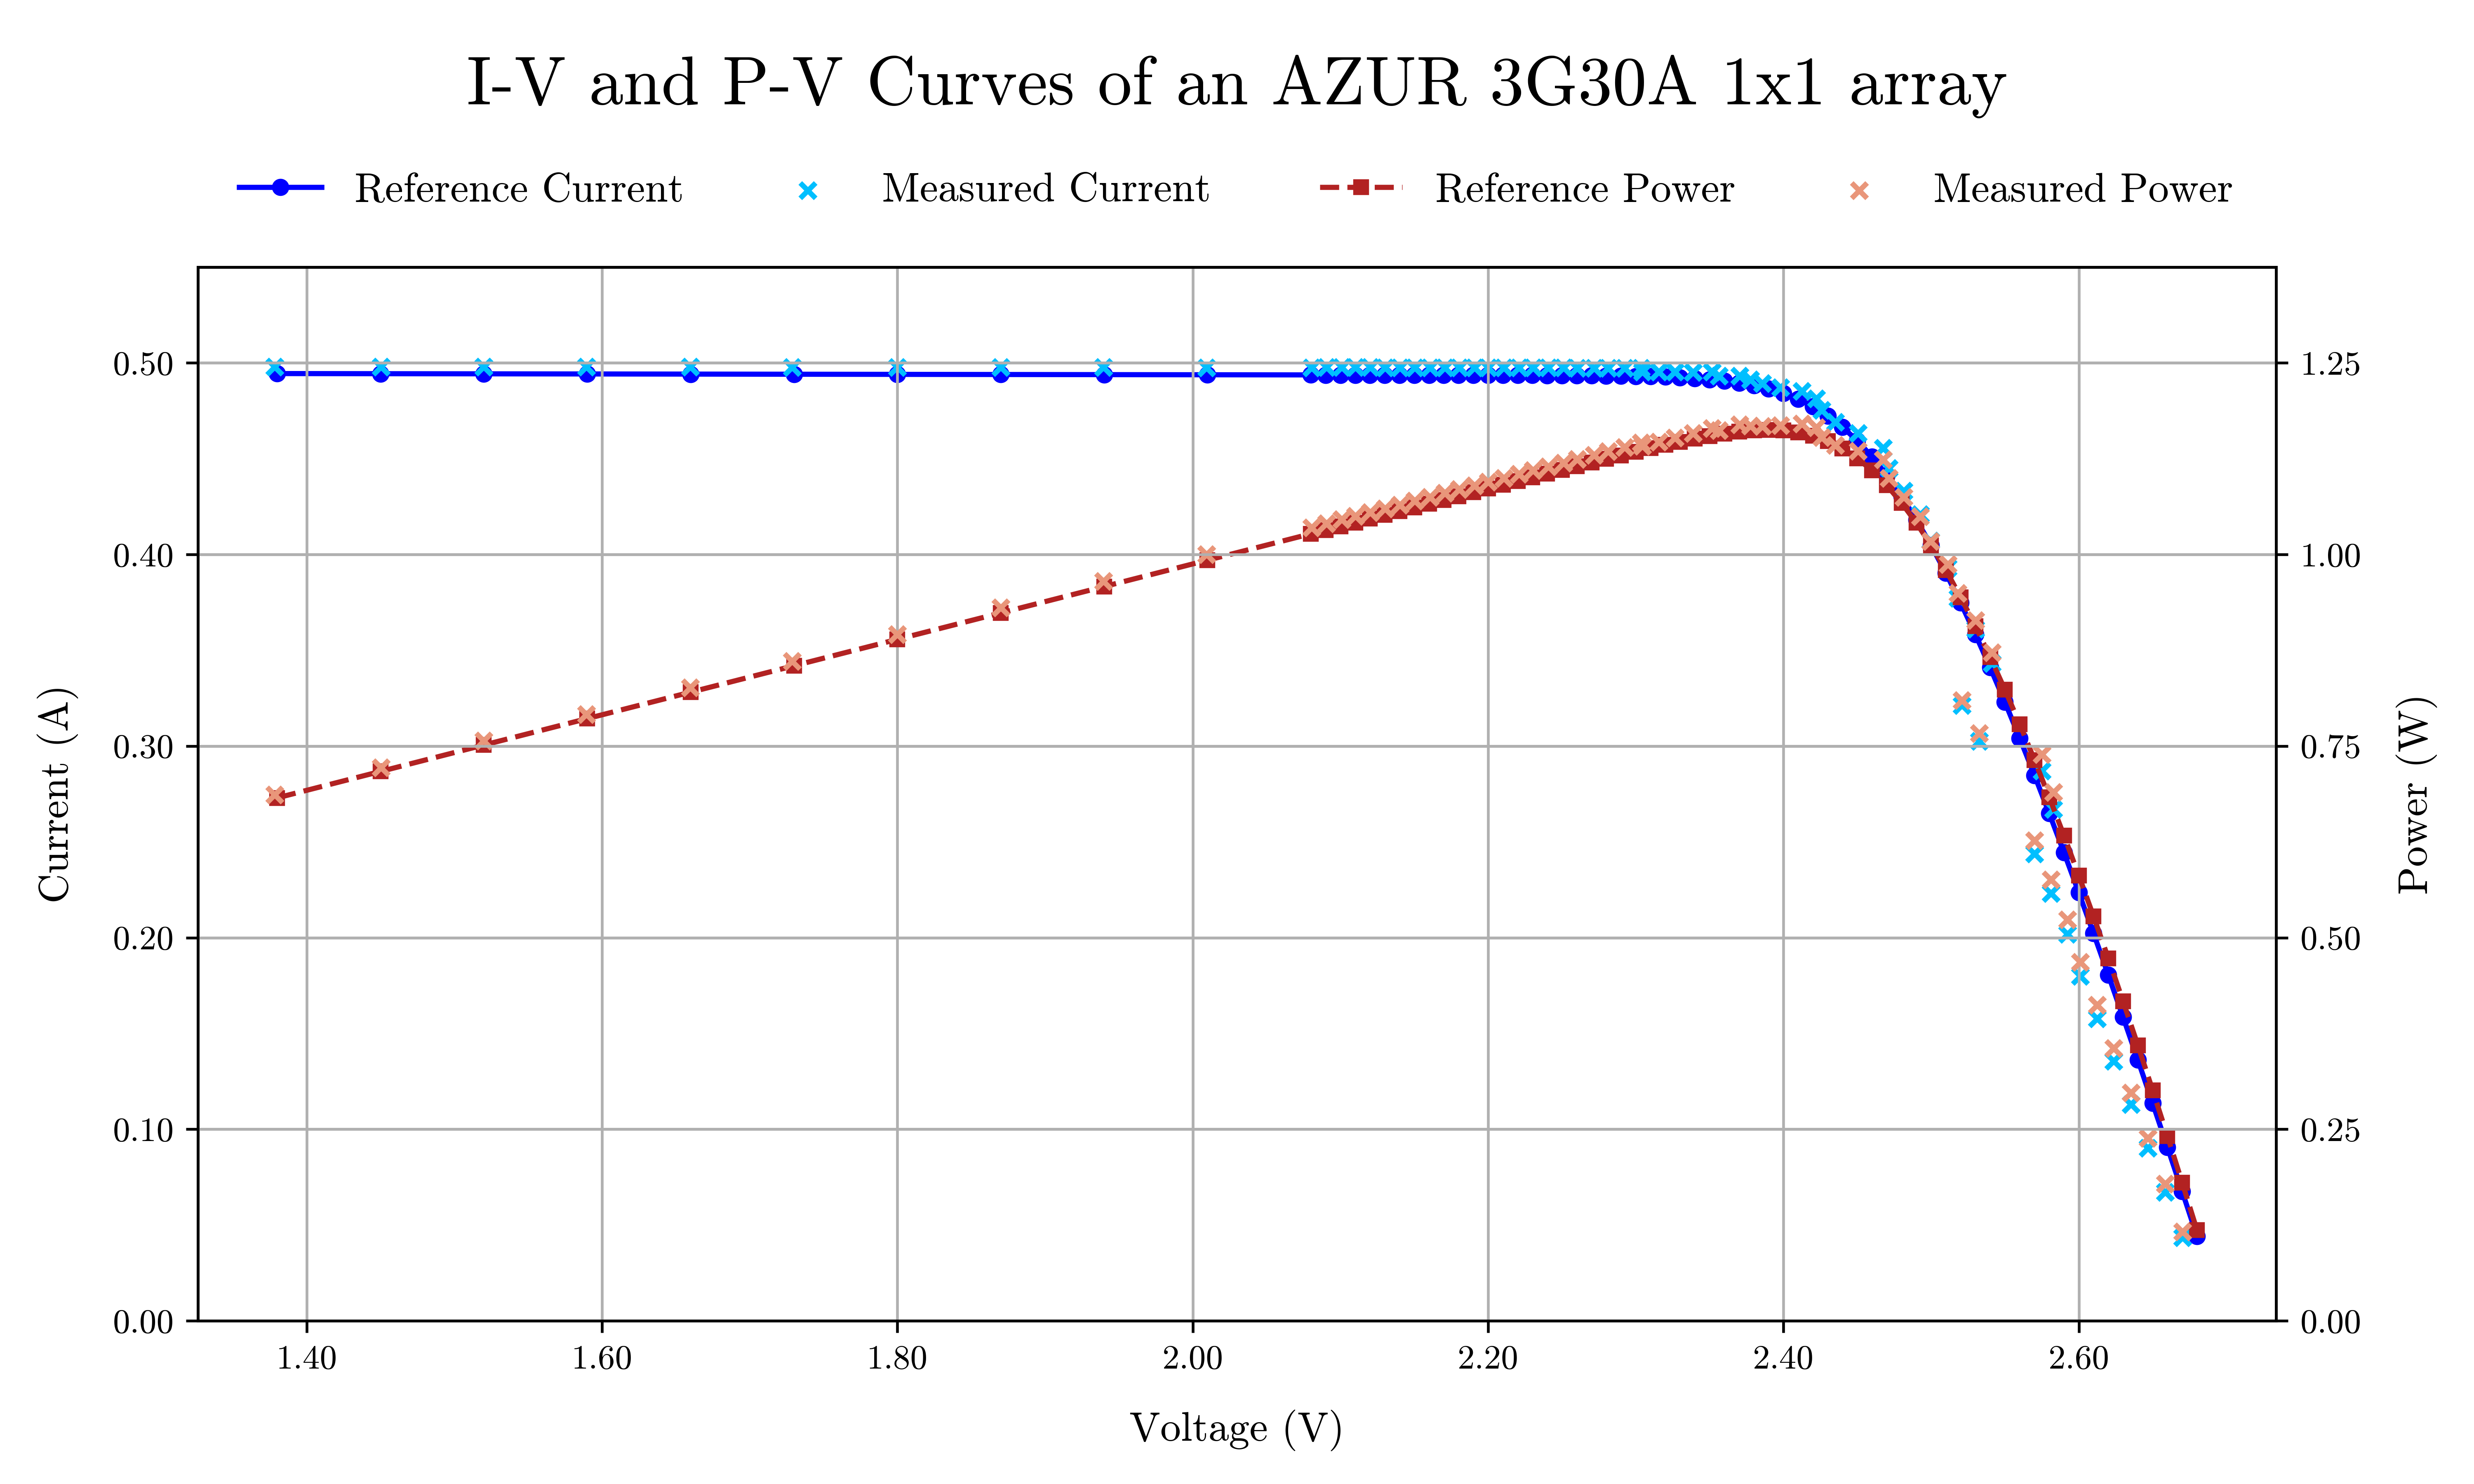 I-V and P-V Curves of an AZUR 3G30A 1x1 array
Reference Current
Measured Current
Reference Power
Measured Power
Current (A)
0.50
0.40
0.30
0.20
0.10
0.00
1.25
1.00
0.75
0.50
0.25
0.00
Power (W)
1.40
1.60
1.80
2.00
2.20
2.40
2.60
Voltage (V)